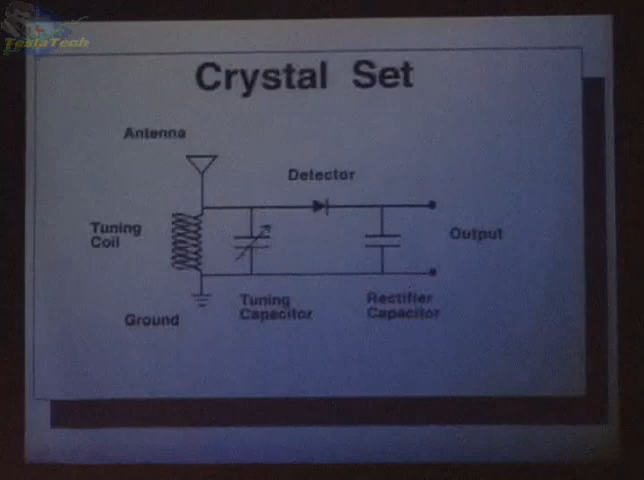 TeslaTech
Crystal Set
Antenna
Detector
Tuning
Coil
Output
Tuning
Capacitor
Rectifier
Capacitor
Ground